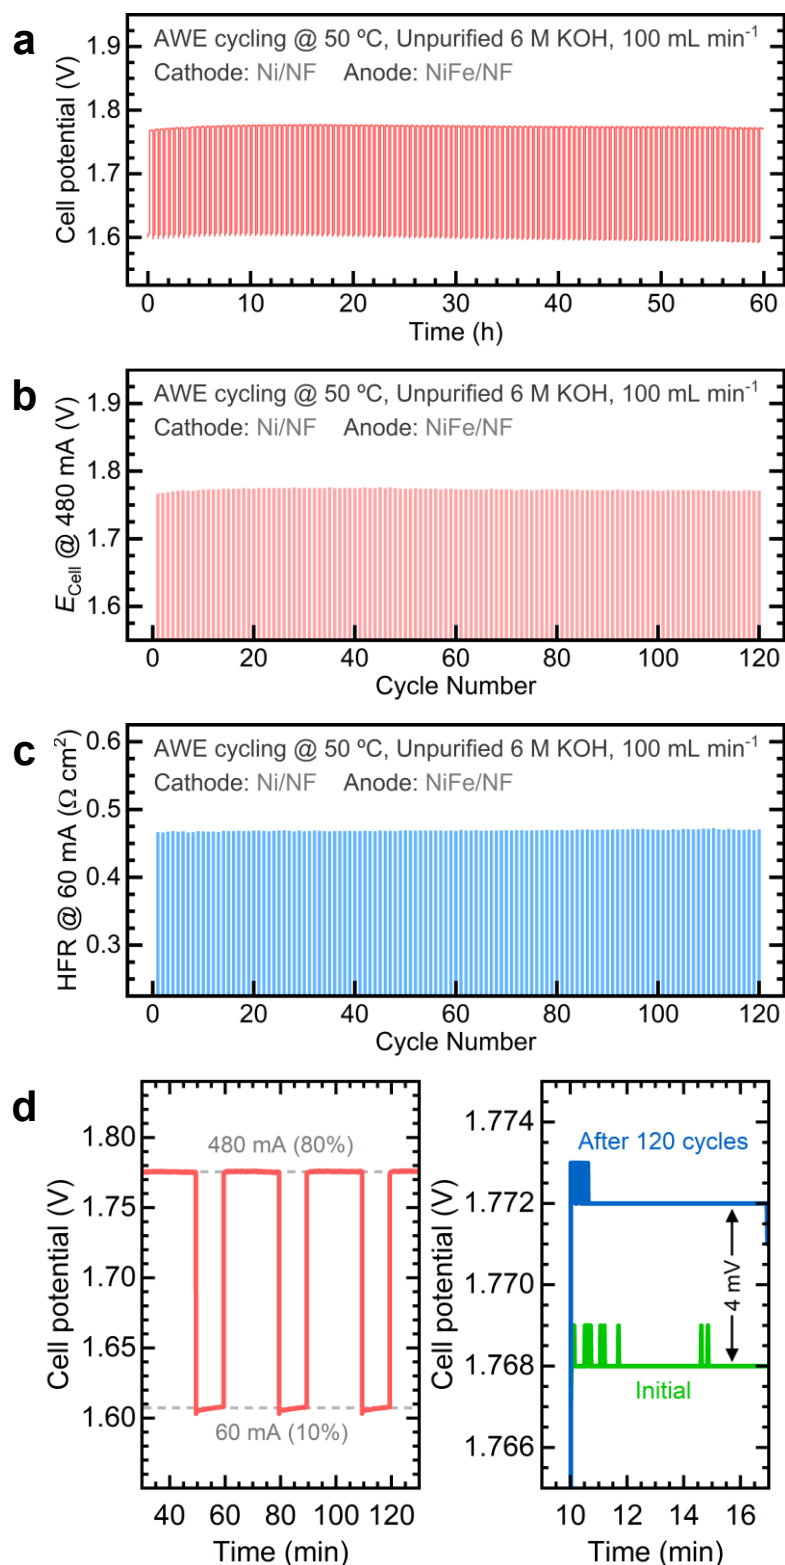 a
AWE cycling @ 50 ºC, Unpurified 6 M KOH, 100 mL min⁻¹
Cathode: Ni/NF Anode: NiFe/NF
Cell potential (V)
1.9
1.8
1.7
1.6
0 10 20 30 40 50 60
Time (h)
b
AWE cycling @ 50 ºC, Unpurified 6 M KOH, 100 mL min⁻¹
Cathode: Ni/NF Anode: NiFe/NF
E_Cell @ 480 mA (V)
1.9
1.8
1.7
1.6
0 20 40 60 80 100 120
Cycle Number
c
AWE cycling @ 50 ºC, Unpurified 6 M KOH, 100 mL min⁻¹
Cathode: Ni/NF Anode: NiFe/NF
HFR @ 60 mA (Ω cm²)
0.6
0.5
0.4
0.3
0 20 40 60 80 100 120
Cycle Number
d
Cell potential (V)
1.80
1.75
1.70
1.65
1.60
480 mA (80%)
60 mA (10%)
40 60 80 100 120
Time (min)
Cell potential (V)
1.774
1.772
1.770
1.768
1.766
After 120 cycles
4 mV
Initial
10 12 14 16
Time (min)